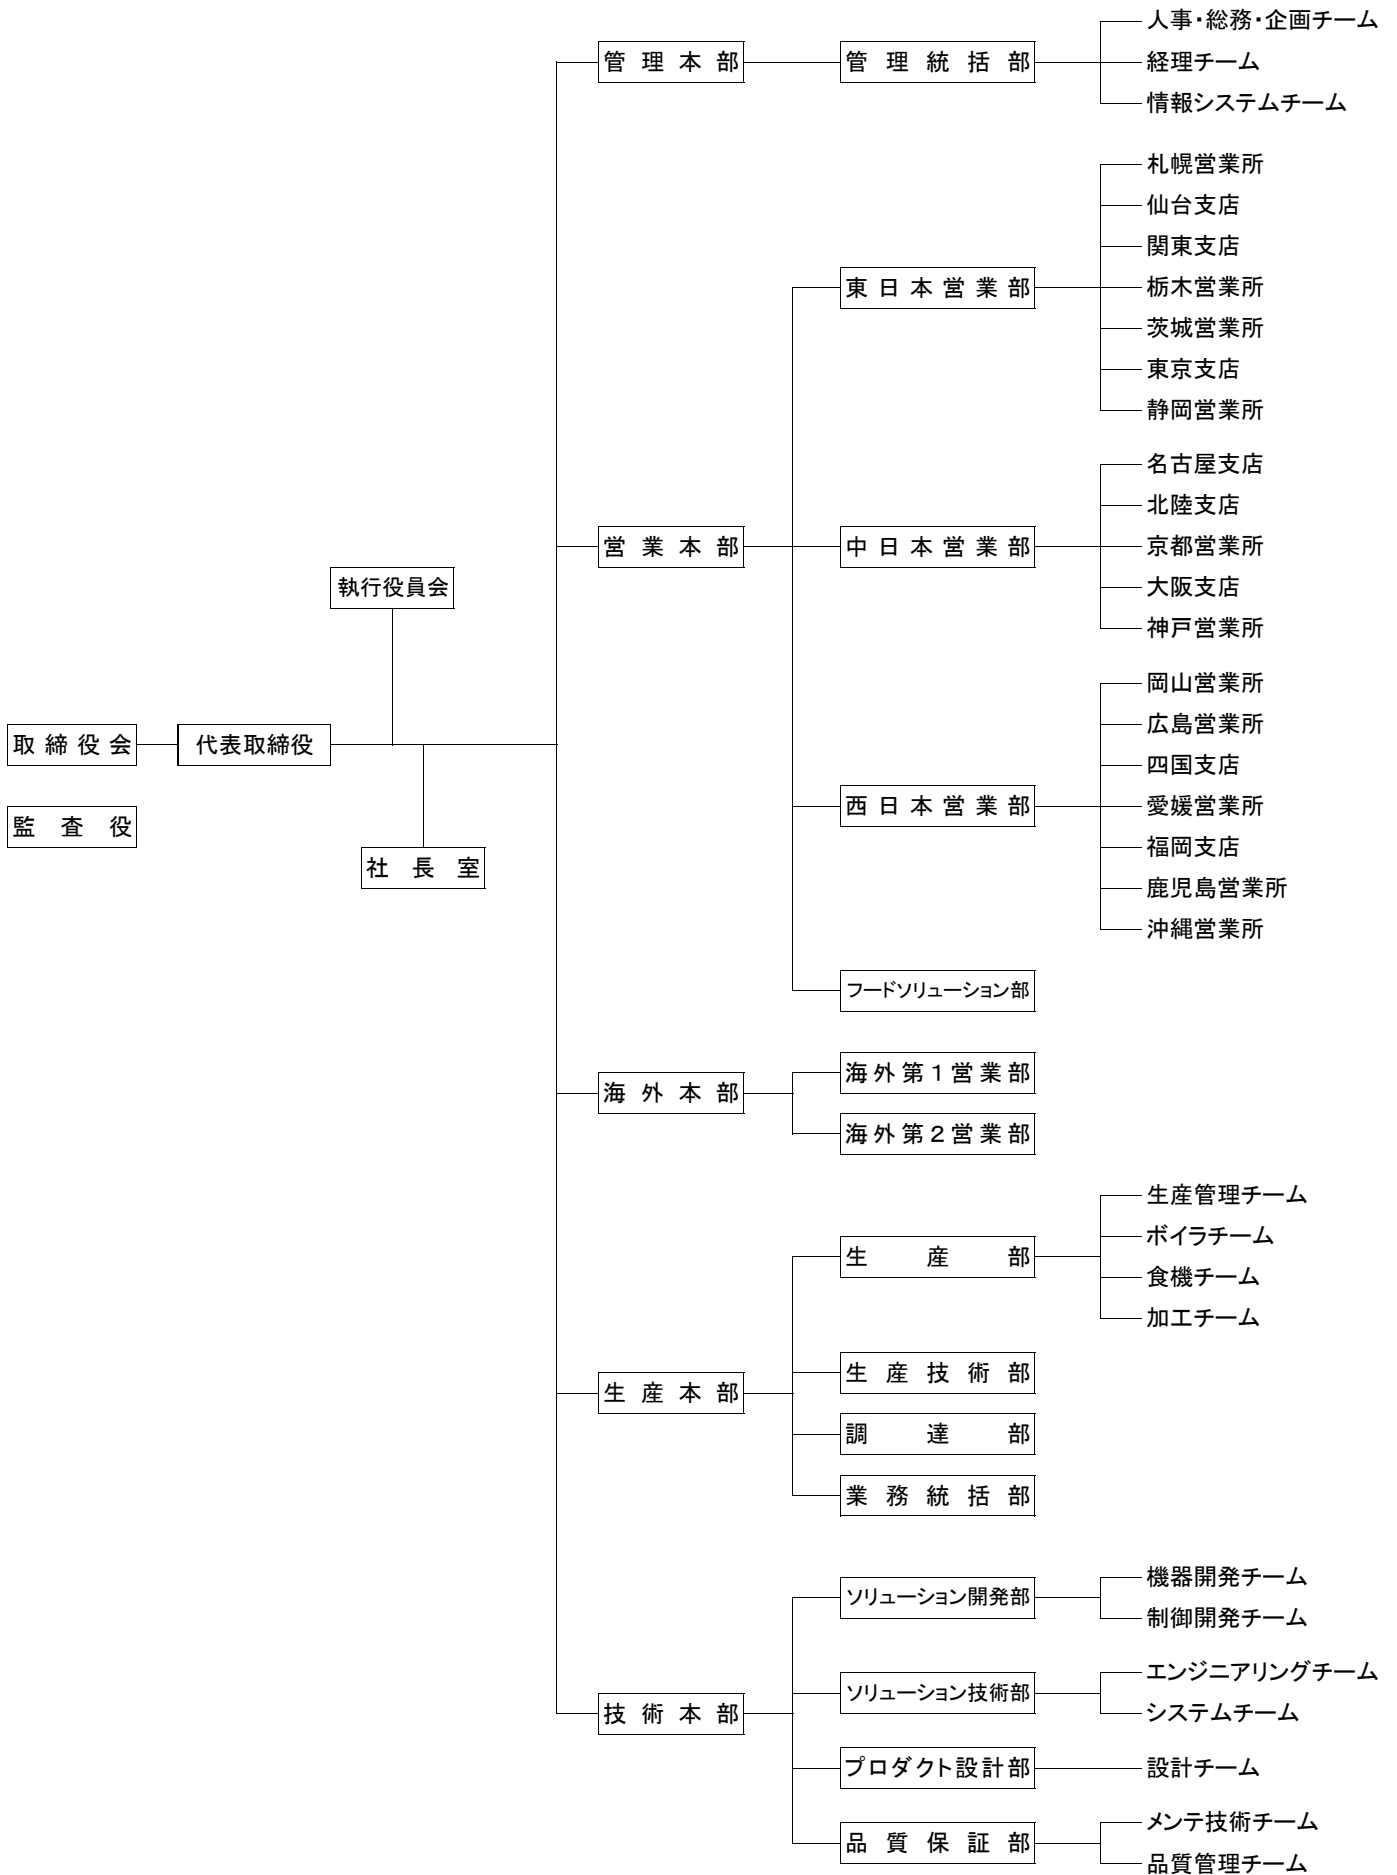 取締役会
代表取締役
監査役
執行役員会
社長室
管理本部
管理統括部
人事・総務・企画チーム
経理チーム
情報システムチーム
営業本部
東日本営業部
札幌営業所
仙台支店
関東支店
栃木営業所
茨城営業所
東京支店
静岡営業所
中日本営業部
名古屋支店
北陸支店
京都営業所
大阪支店
神戸営業所
西日本営業部
岡山営業所
広島営業所
四国支店
愛媛営業所
福岡支店
鹿児島営業所
沖縄営業所
フードソリューション部
海外本部
海外第1営業部
海外第2営業部
生産本部
生産部
生産管理チーム
ボイラチーム
食機チーム
加工チーム
生産技術部
調達部
業務統括部
技術本部
ソリューション開発部
機器開発チーム
制御開発チーム
ソリューション技術部
エンジニアリングチーム
システムチーム
プロダクト設計部
設計チーム
品質保証部
メンテ技術チーム
品質管理チーム